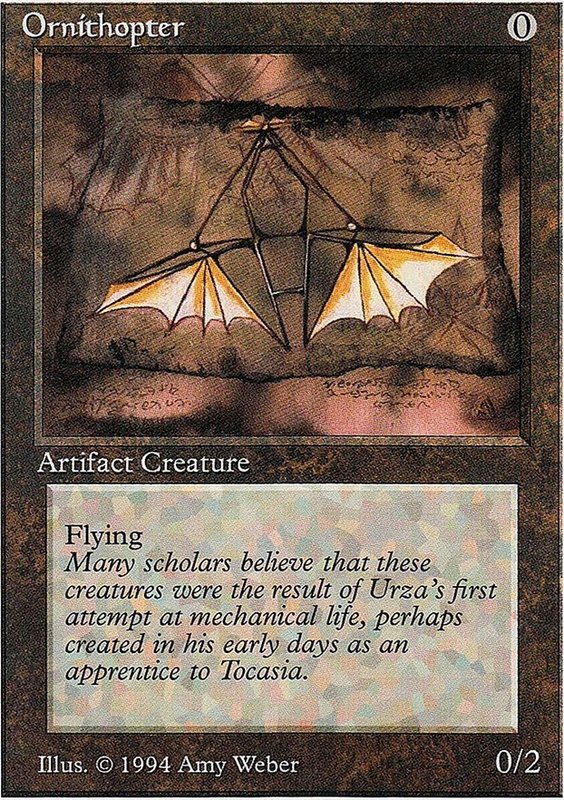 Ornithopter 0
Artifact Creature
Flying
Many scholars believe that these
creatures were the result of Urza's first
attempt at mechanical life, perhaps
created in his early days as an
apprentice to Tocasia.
Illus. © 1994 Amy Weber 0/2